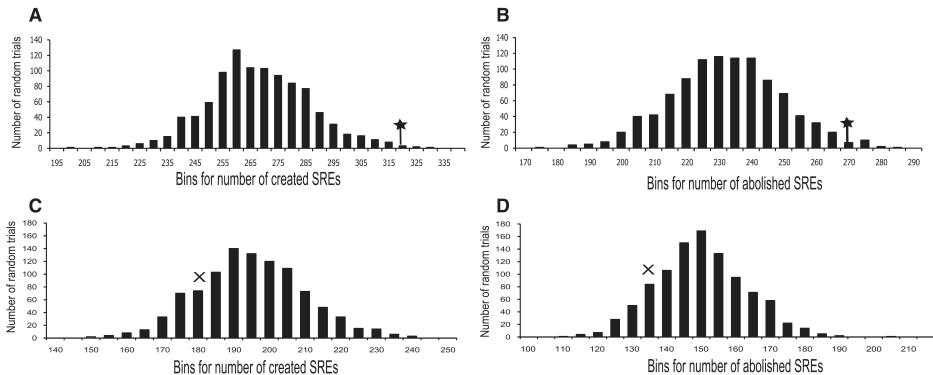 A
Number of random trials
140
120
100
80
60
40
20
0
195 205 215 225 235 245 255 260 265 275 285 295 300 305 315 325 335
Bins for number of created SREs
B
Number of random trials
140
120
100
80
60
40
20
0
170 180 190 200 210 220 230 240 250 260 270 280 290
Bins for number of abolished SREs
C
Number of random trials
180
160
140
120
100
80
60
40
20
0
140 150 160 170 180 190 200 210 220 230 240 250
Bins for number of created SREs
D
Number of random trials
180
160
140
120
100
80
60
40
20
0
100 110 120 130 140 150 160 170 180 190 200 210
Bins for number of abolished SREs